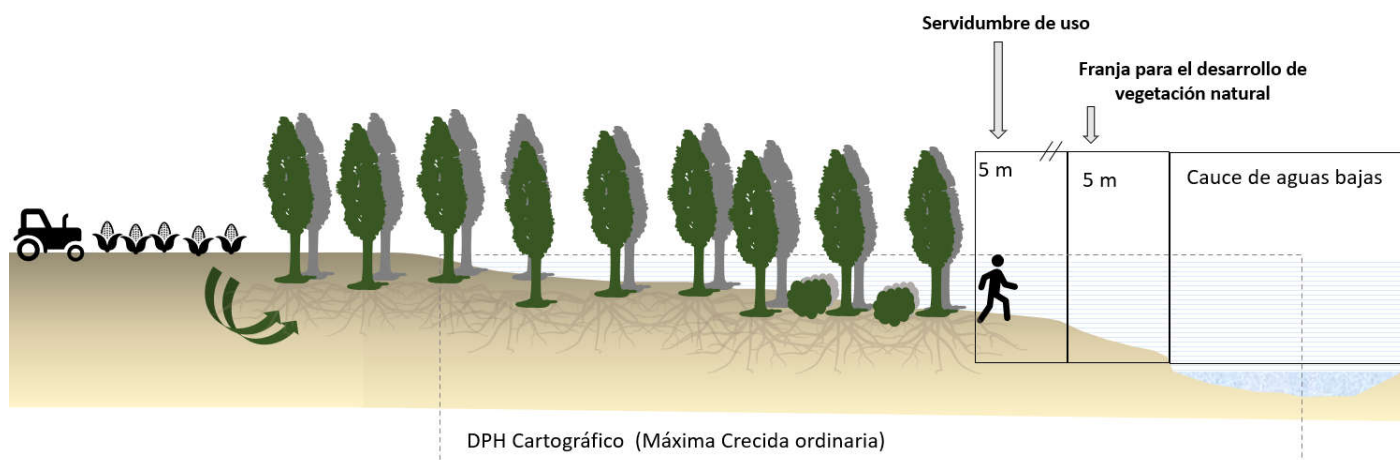 Servidumbre de uso
Franja para el desarrollo de
vegetación natural
5 m
5 m
Cauce de aguas bajas
DPH Cartográfico (Máxima Crecida ordinaria)